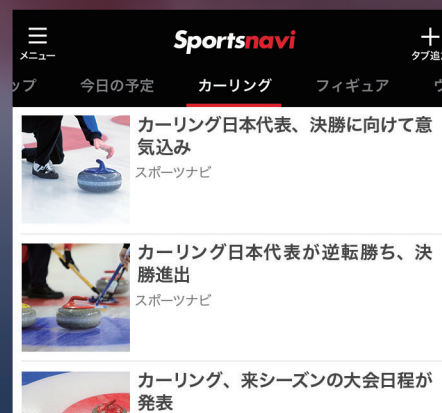 メニュー
Sportsnavi
タブ追
ップ 今日の予定 カーリング フィギュア
カーリング日本代表、決勝に向けて意
気込み
スポーツナビ
カーリング日本代表が逆転勝ち、決
勝進出
スポーツナビ
カーリング、来シーズンの大会日程が
発表